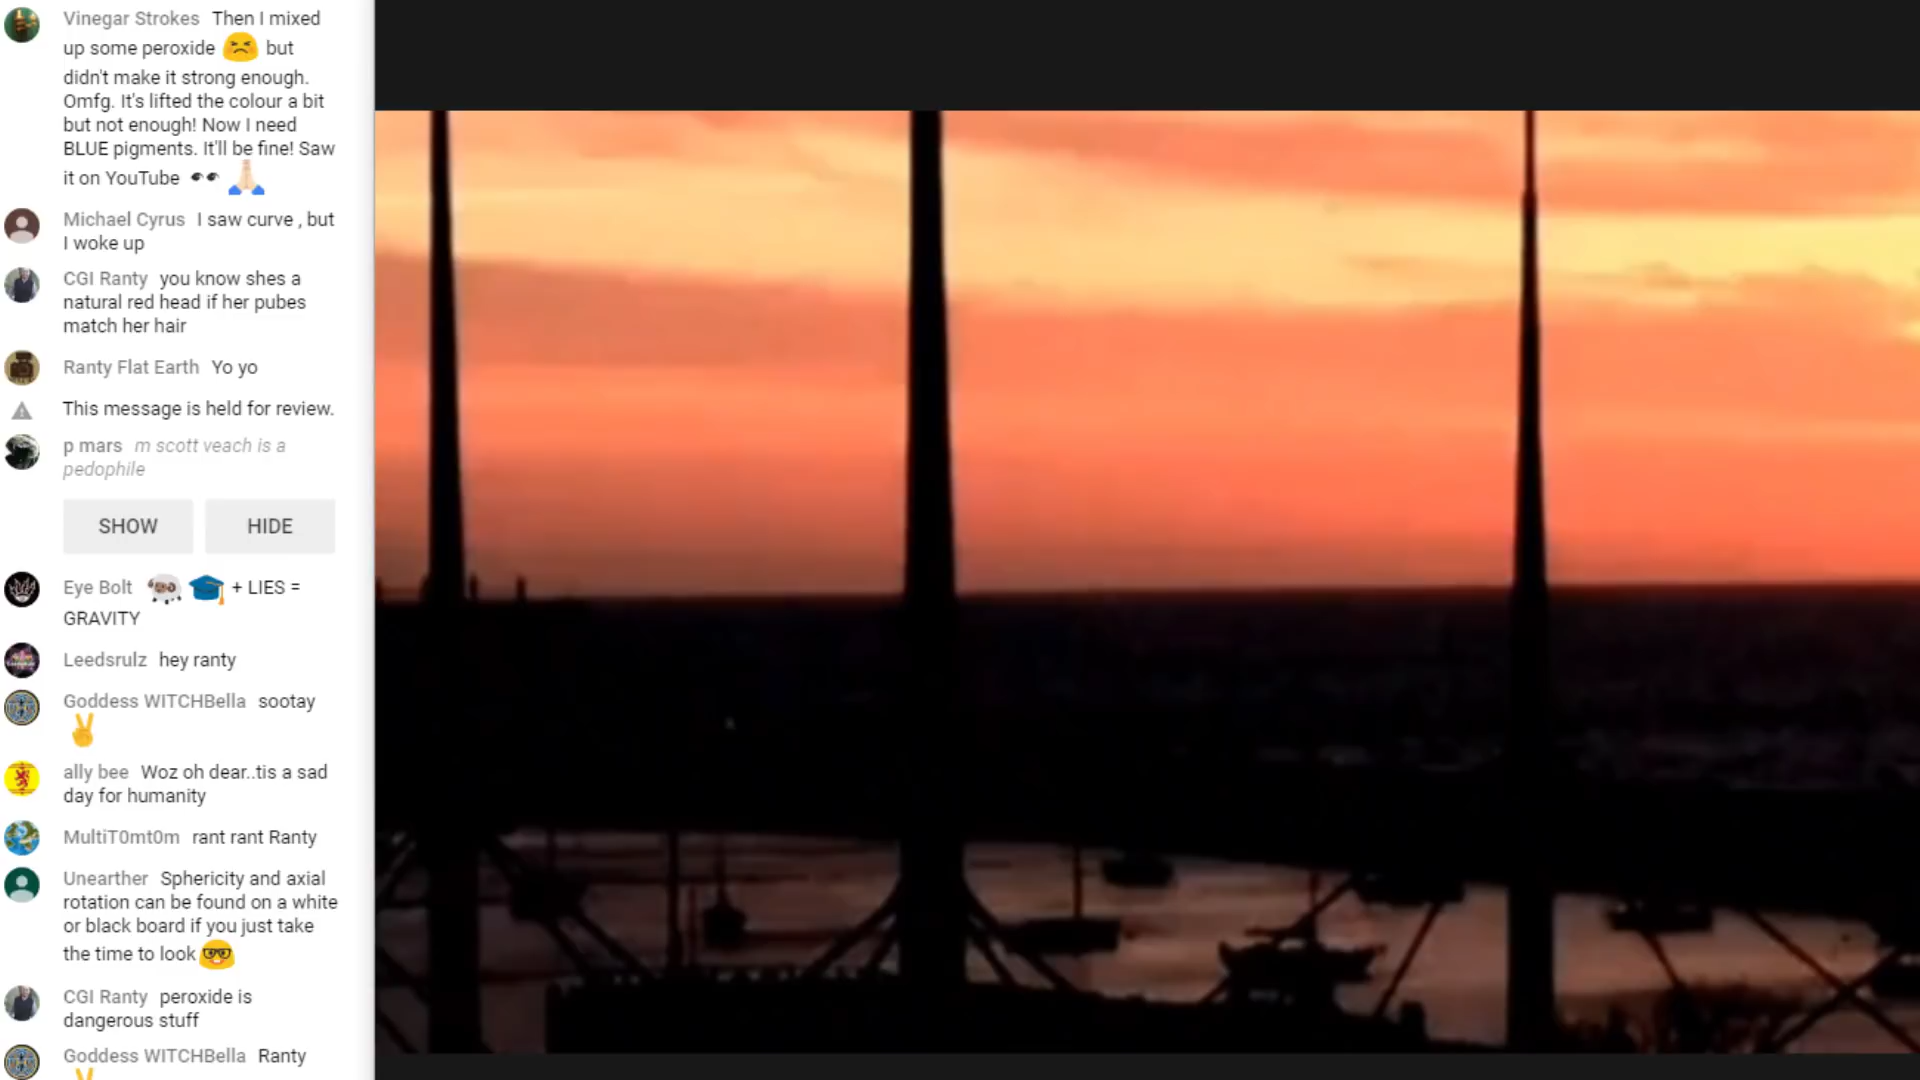 Vinegar Strokes Then I mixed
up some peroxide 😣 but
didn't make it strong enough.
Omfg. It's lifted the colour a bit
but not enough! Now I need
BLUE pigments. It'll be fine! Saw
it on YouTube 👀 🙏🏻
Michael Cyrus I saw curve , but
I woke up
CGI Ranty you know shes a
natural red head if her pubes
match her hair
Ranty Flat Earth Yo yo
This message is held for review.
p mars m scott veach is a
pedophile
SHOW HIDE
Eye Bolt 🐑 🎓 + LIES =
GRAVITY
Leedsrulz hey ranty
Goddess WITCHBella sootay
✌
ally bee Woz oh dear..tis a sad
day for humanity
MultiT0mt0m rant rant Ranty
Unearther Sphericity and axial
rotation can be found on a white
or black board if you just take
the time to look 🤓
CGI Ranty peroxide is
dangerous stuff
Goddess WITCHBella Ranty